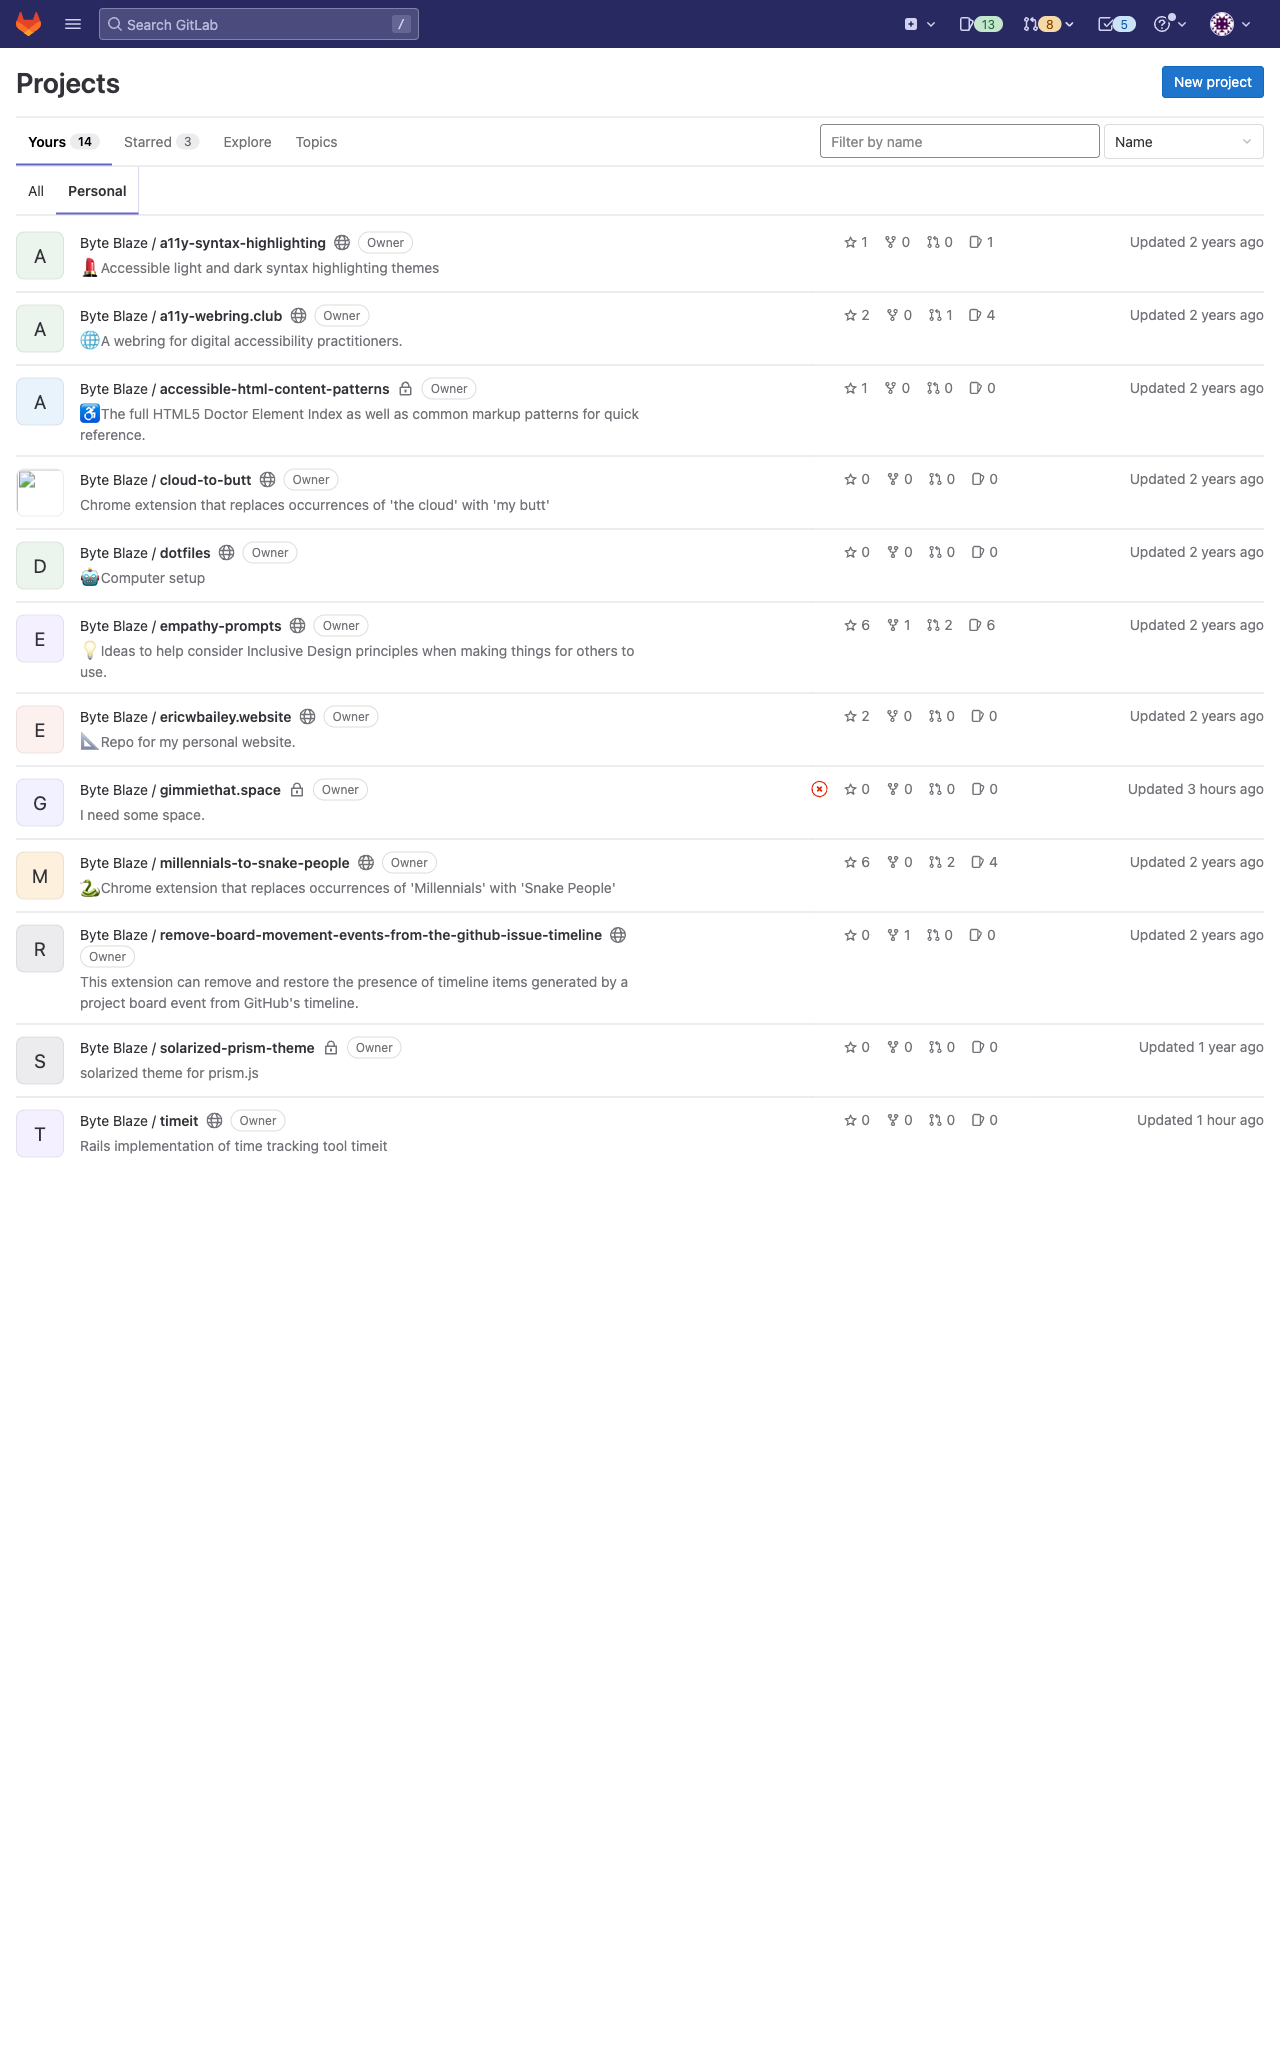 Search GitLab /
13
8
5
Projects
New project
Yours 14 Starred 3 Explore Topics
Filter by name
Name
All Personal
A
Byte Blaze / a11y-syntax-highlighting Owner
1 0 0 1
Updated 2 years ago
Accessible light and dark syntax highlighting themes
A
Byte Blaze / a11y-webring.club Owner
2 0 1 4
Updated 2 years ago
A webring for digital accessibility practitioners.
A
Byte Blaze / accessible-html-content-patterns Owner
1 0 0 0
Updated 2 years ago
The full HTML5 Doctor Element Index as well as common markup patterns for quick
reference.
Byte Blaze / cloud-to-butt Owner
0 0 0 0
Updated 2 years ago
Chrome extension that replaces occurrences of 'the cloud' with 'my butt'
D
Byte Blaze / dotfiles Owner
0 0 0 0
Updated 2 years ago
Computer setup
E
Byte Blaze / empathy-prompts Owner
6 1 2 6
Updated 2 years ago
Ideas to help consider Inclusive Design principles when making things for others to
use.
E
Byte Blaze / ericwbailey.website Owner
2 0 0 0
Updated 2 years ago
Repo for my personal website.
G
Byte Blaze / gimmiethat.space Owner
0 0 0 0
Updated 3 hours ago
I need some space.
M
Byte Blaze / millennials-to-snake-people Owner
6 0 2 4
Updated 2 years ago
Chrome extension that replaces occurrences of 'Millennials' with 'Snake People'
R
Byte Blaze / remove-board-movement-events-from-the-github-issue-timeline
Owner
0 1 0 0
Updated 2 years ago
This extension can remove and restore the presence of timeline items generated by a
project board event from GitHub's timeline.
S
Byte Blaze / solarized-prism-theme Owner
0 0 0 0
Updated 1 year ago
solarized theme for prism.js
T
Byte Blaze / timeit Owner
0 0 0 0
Updated 1 hour ago
Rails implementation of time tracking tool timeit